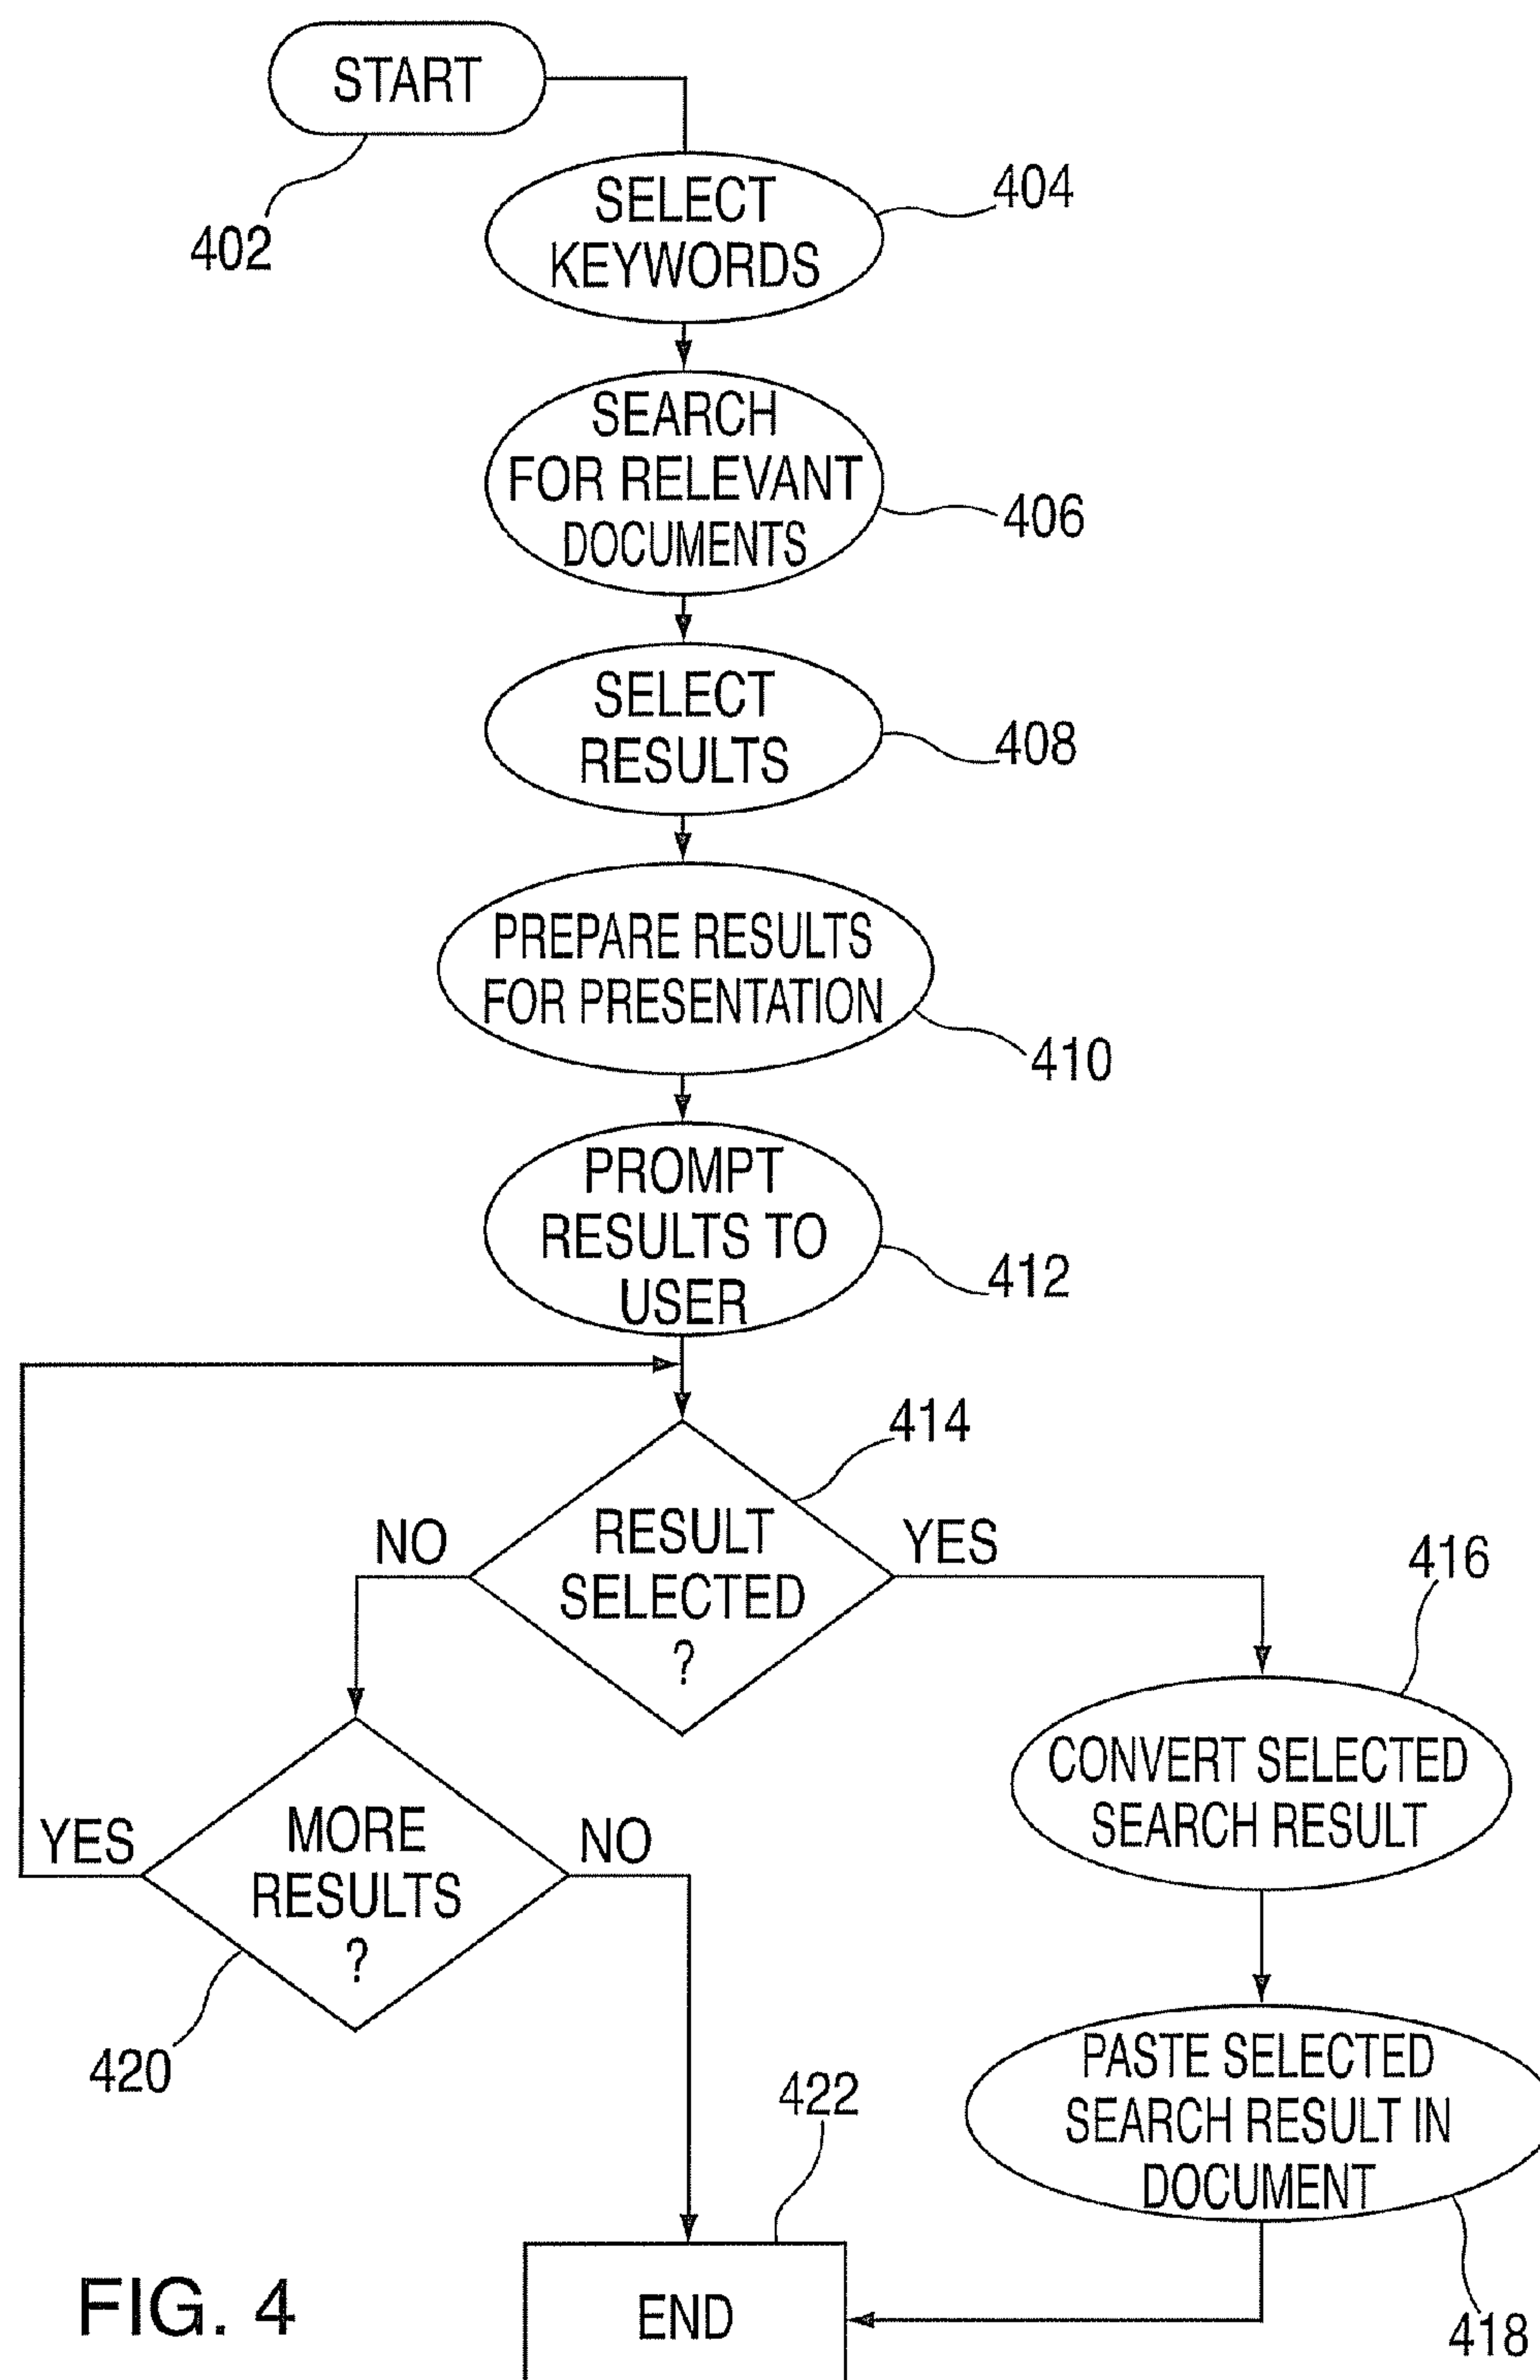 START
402
SELECT
KEYWORDS
404
SEARCH
FOR RELEVANT
DOCUMENTS
406
SELECT
RESULTS
408
PREPARE RESULTS
FOR PRESENTATION
410
PROMPT
RESULTS TO
USER
412
414
RESULT
SELECTED
?
NO
YES
416
CONVERT SELECTED
SEARCH RESULT
MORE
RESULTS
?
YES
NO
420
PASTE SELECTED
SEARCH RESULT IN
DOCUMENT
418
422
END
FIG. 4